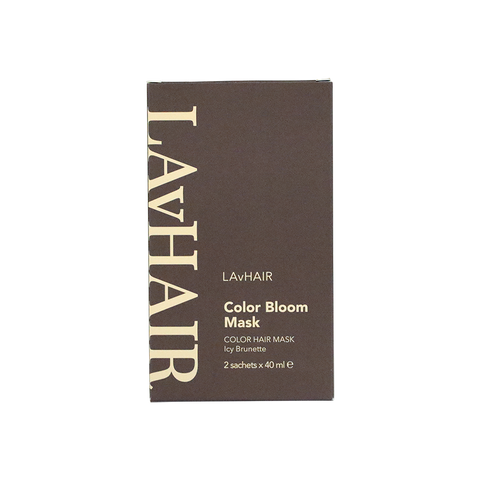 LAvHAIR
LAvHAIR
Color Bloom
Mask
COLOR HAIR MASK
Icy Brunette
2 sachets x 40 ml ℮